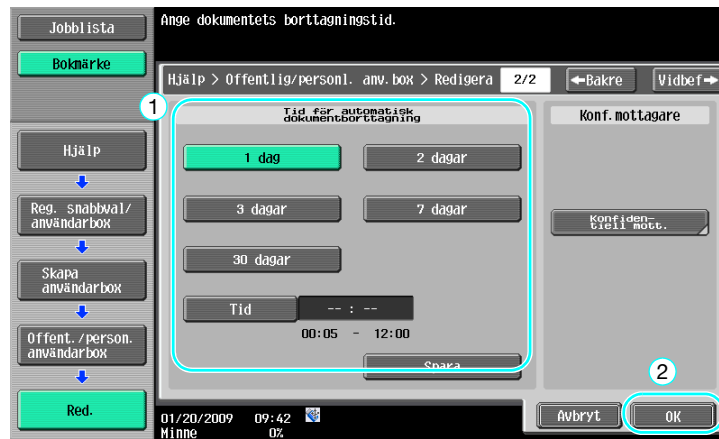 Jobblista
Bokmärke
Ange dokumentets borttagningstid.
Hjälp > Offentlig/personl. anv.box > Redigera 2/2 ←Bakre Vidbef→
1
Tid för automatisk
dokumentborttagning
1 dag 2 dagar
3 dagar 7 dagar
30 dagar
Tid -- : --
00:05 - 12:00
Spara
Konf.mottagare
Konfiden-
tiell mott.
Hjälp
Reg. snabbval/
användarbox
Skapa
användarbox
Offent./person.
användarbox
Red.
2
01/20/2009 09:42
Minne 0%
Avbryt OK